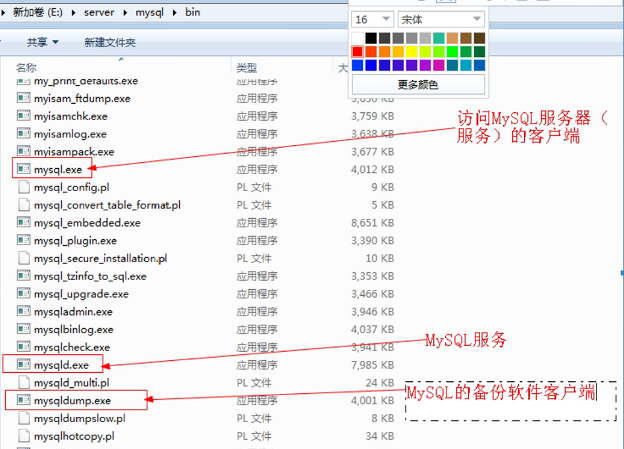 新加卷 (E:) ▸ server ▸ mysql ▸ bin
16 宋体
共享 新建文件夹
更多颜色
名称 类型 大
my_print_defaults.exe 应用程序
myisam_ftdump.exe 应用程序
myisamchk.exe 应用程序 3,759 KB
myisamlog.exe 应用程序 3,638 KB
myisampack.exe 应用程序 3,677 KB
mysql.exe 应用程序 4,012 KB
mysql_config.pl PL 文件 9 KB
mysql_convert_table_format.pl PL 文件 5 KB
mysql_embedded.exe 应用程序 8,651 KB
mysql_plugin.exe 应用程序 3,390 KB
mysql_secure_installation.pl PL 文件 10 KB
mysql_tzinfo_to_sql.exe 应用程序 3,353 KB
mysql_upgrade.exe 应用程序 3,466 KB
mysqladmin.exe 应用程序 3,946 KB
mysqlbinlog.exe 应用程序 4,037 KB
mysqlcheck.exe 应用程序 3,941 KB
mysqld.exe 应用程序 7,985 KB
mysqld_multi.pl PL 文件 24 KB
mysqldump.exe 应用程序 4,001 KB
mysqldumpslow.pl PL 文件 8 KB
mysqlhotcopy.pl PL 文件 34 KB
访问MySQL服务器（
服务）的客户端
MySQL服务
MySQL的备份软件客户端